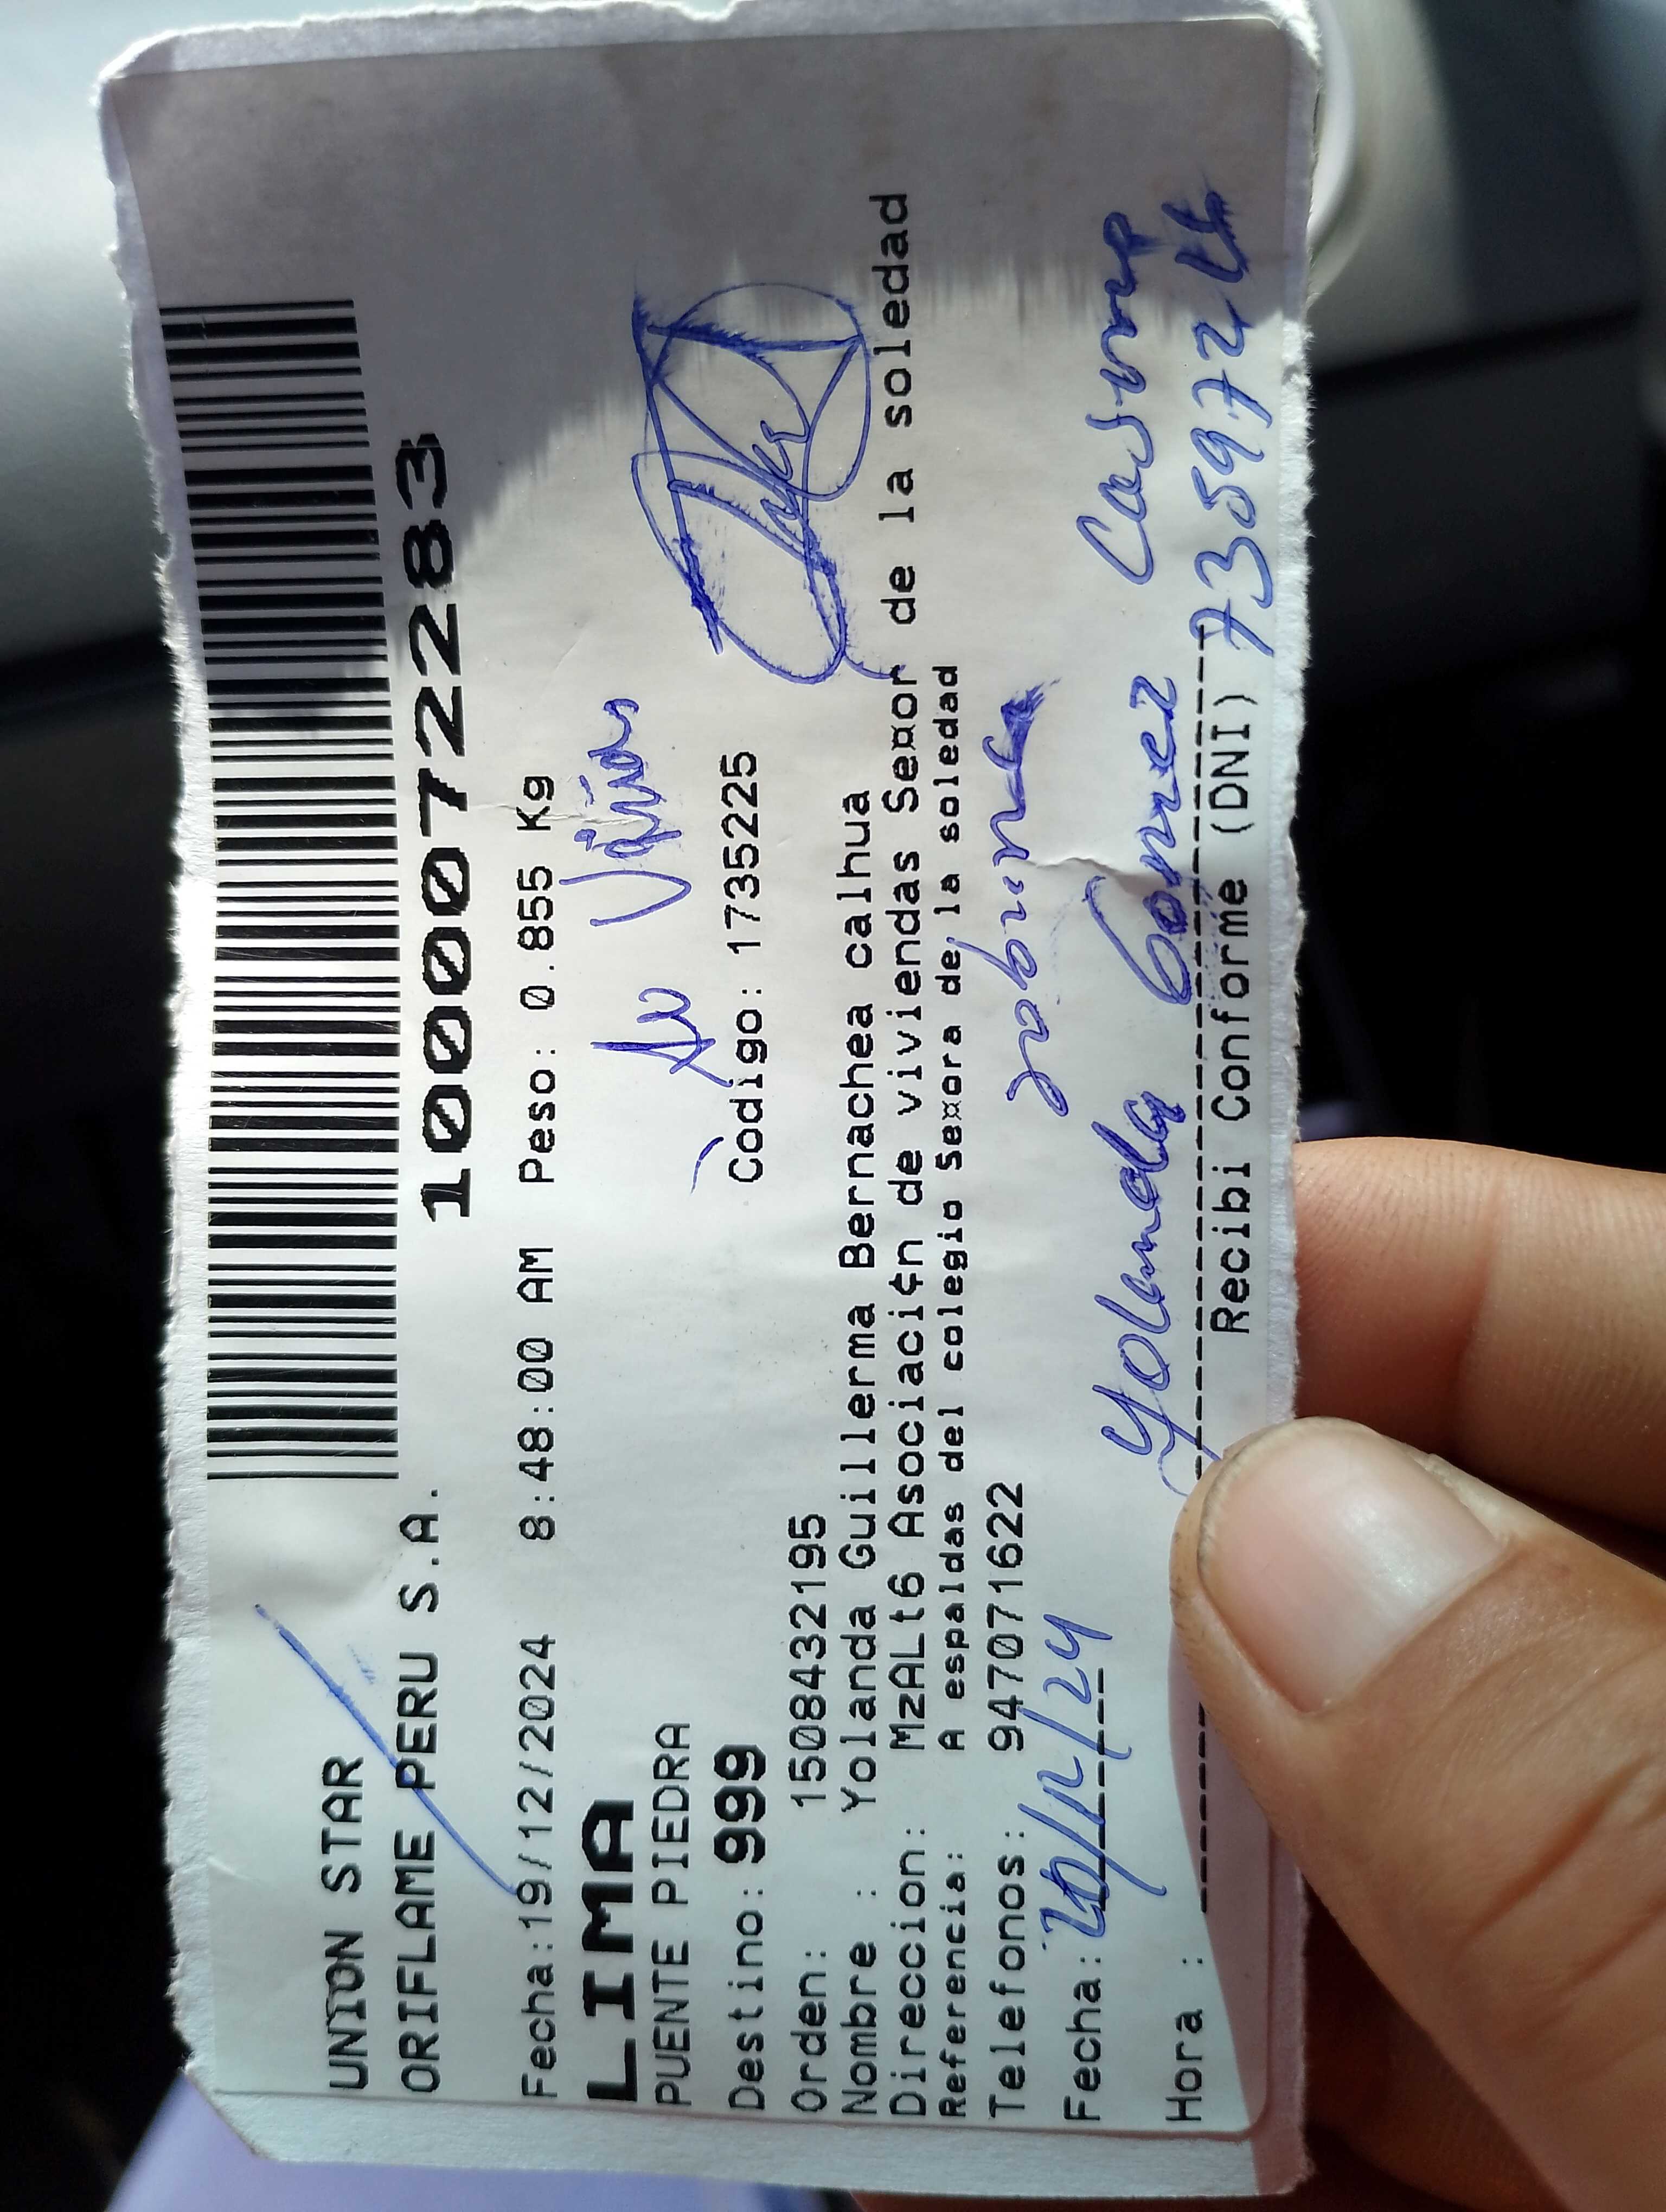 UNION STAR
ORIFLAME PERU S.A.
1000072283
Fecha:19/12/2024 8:48:00 AM Peso: 0.855 Kg
LIMA
PUENTE PIEDRA
Destino: 999 Codigo: 1735225
Orden: 1508432195
Nombre : Yolanda Guillerma Bernachea calhua
Direccion: MzALt6 Asociaci¢n de viviendas Se¤or de la soledad
Referencia: A espaldas del colegio Se¤ora de la soledad
Telefonos: 947071622
Fecha: 20/12/24 Yolanda Gomez
Hora :
Recibi Conforme (DNI)